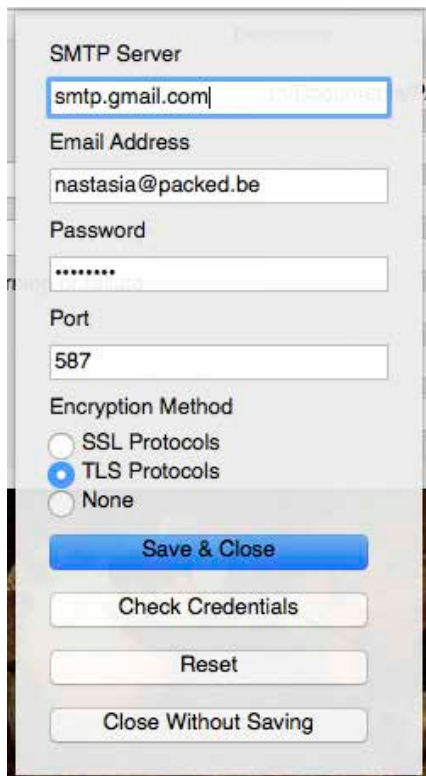 SMTP Server
smtp.gmail.com
Email Address
nastasia@packed.be
Password
••••••••
Port
587
Encryption Method
SSL Protocols
TLS Protocols
None
Save & Close
Check Credentials
Reset
Close Without Saving